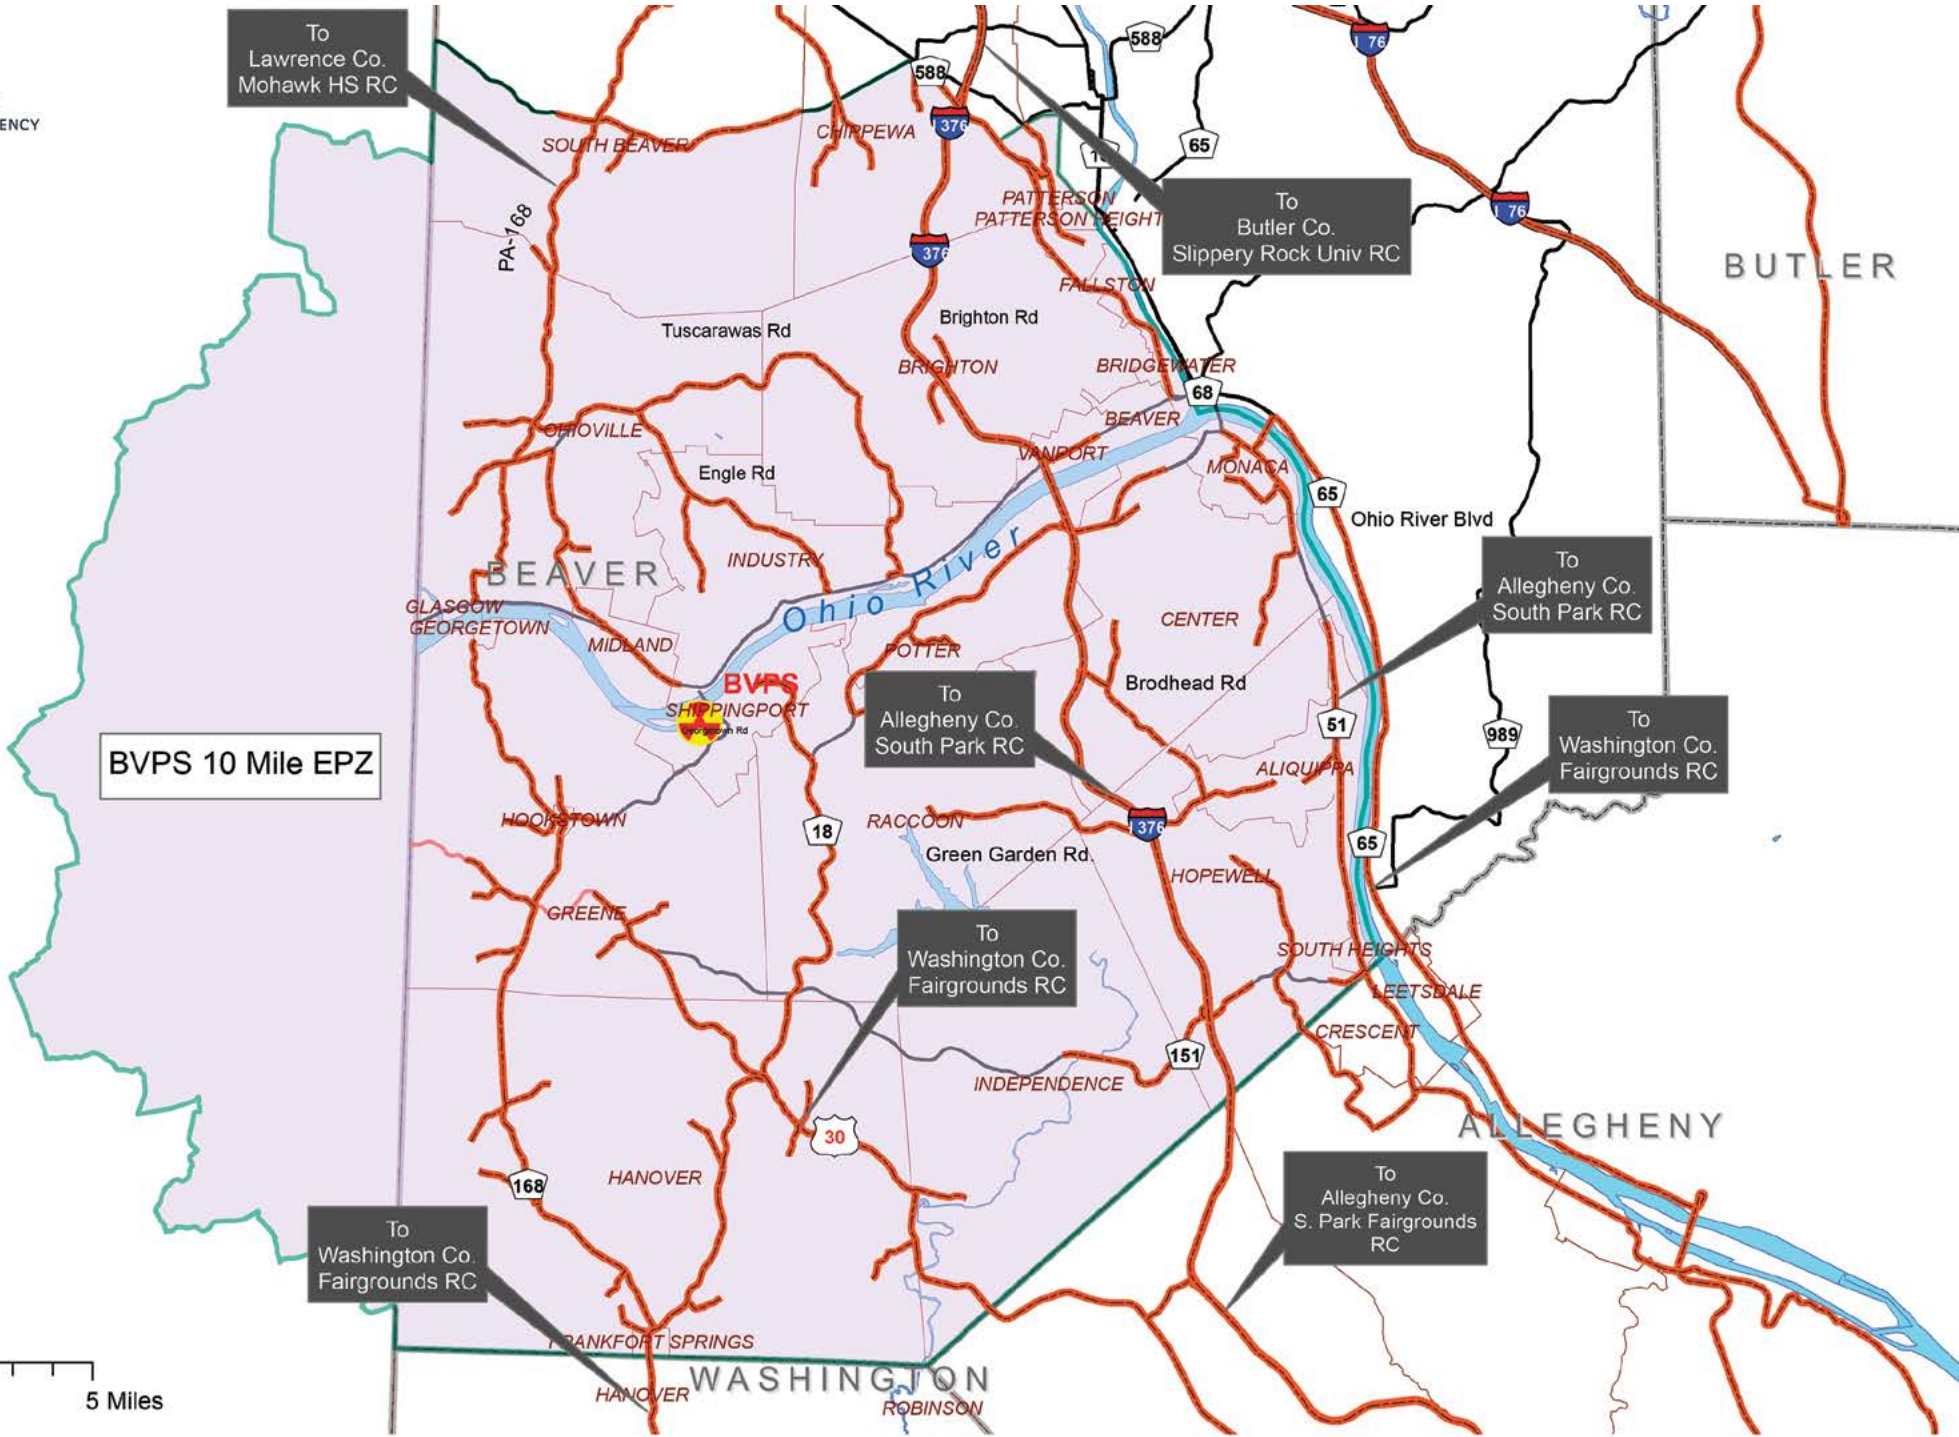 To
Lawrence Co.
Mohawk HS RC
ENCY
588
588
I 76
I 376
SOUTH BEAVER
CHIPPEWA
65
PATTERSON
PATTERSON HEIGHT
To
Butler Co.
Slippery Rock Univ RC
I 76
PA-168
376
BUTLER
FALLSTON
Tuscarawas Rd
Brighton Rd
BRIGHTON
BRIDGEWATER
68
BEAVER
OHIOVILLE
VANPORT
MONACA
Engle Rd
65
Ohio River Blvd
INDUSTRY
BEAVER
Ohio River
To
Allegheny Co.
South Park RC
GLASGOW
GEORGETOWN
MIDLAND
CENTER
POTTER
BVPS
SHIPPINGPORT
Georgetown Rd
Brodhead Rd
To
Allegheny Co.
South Park RC
51
989
To
Washington Co.
Fairgrounds RC
BVPS 10 Mile EPZ
ALIQUIPPA
HOOKSTOWN
18
RACCOON
I 376
65
Green Garden Rd.
HOPEWELL
GREENE
To
Washington Co.
Fairgrounds RC
SOUTH HEIGHTS
LEETSDALE
CRESCENT
151
INDEPENDENCE
ALLEGHENY
30
HANOVER
168
To
Allegheny Co.
S. Park Fairgrounds
RC
To
Washington Co.
Fairgrounds RC
FRANKFORT SPRINGS
WASHINGTON
HANOVER
ROBINSON
5 Miles